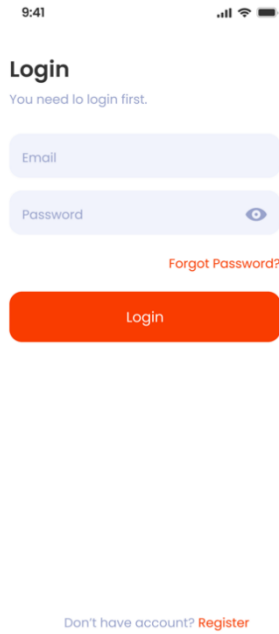 9:41
Login
You need lo login first.
Email
Password
Forgot Password?
Login
Don't have account? Register